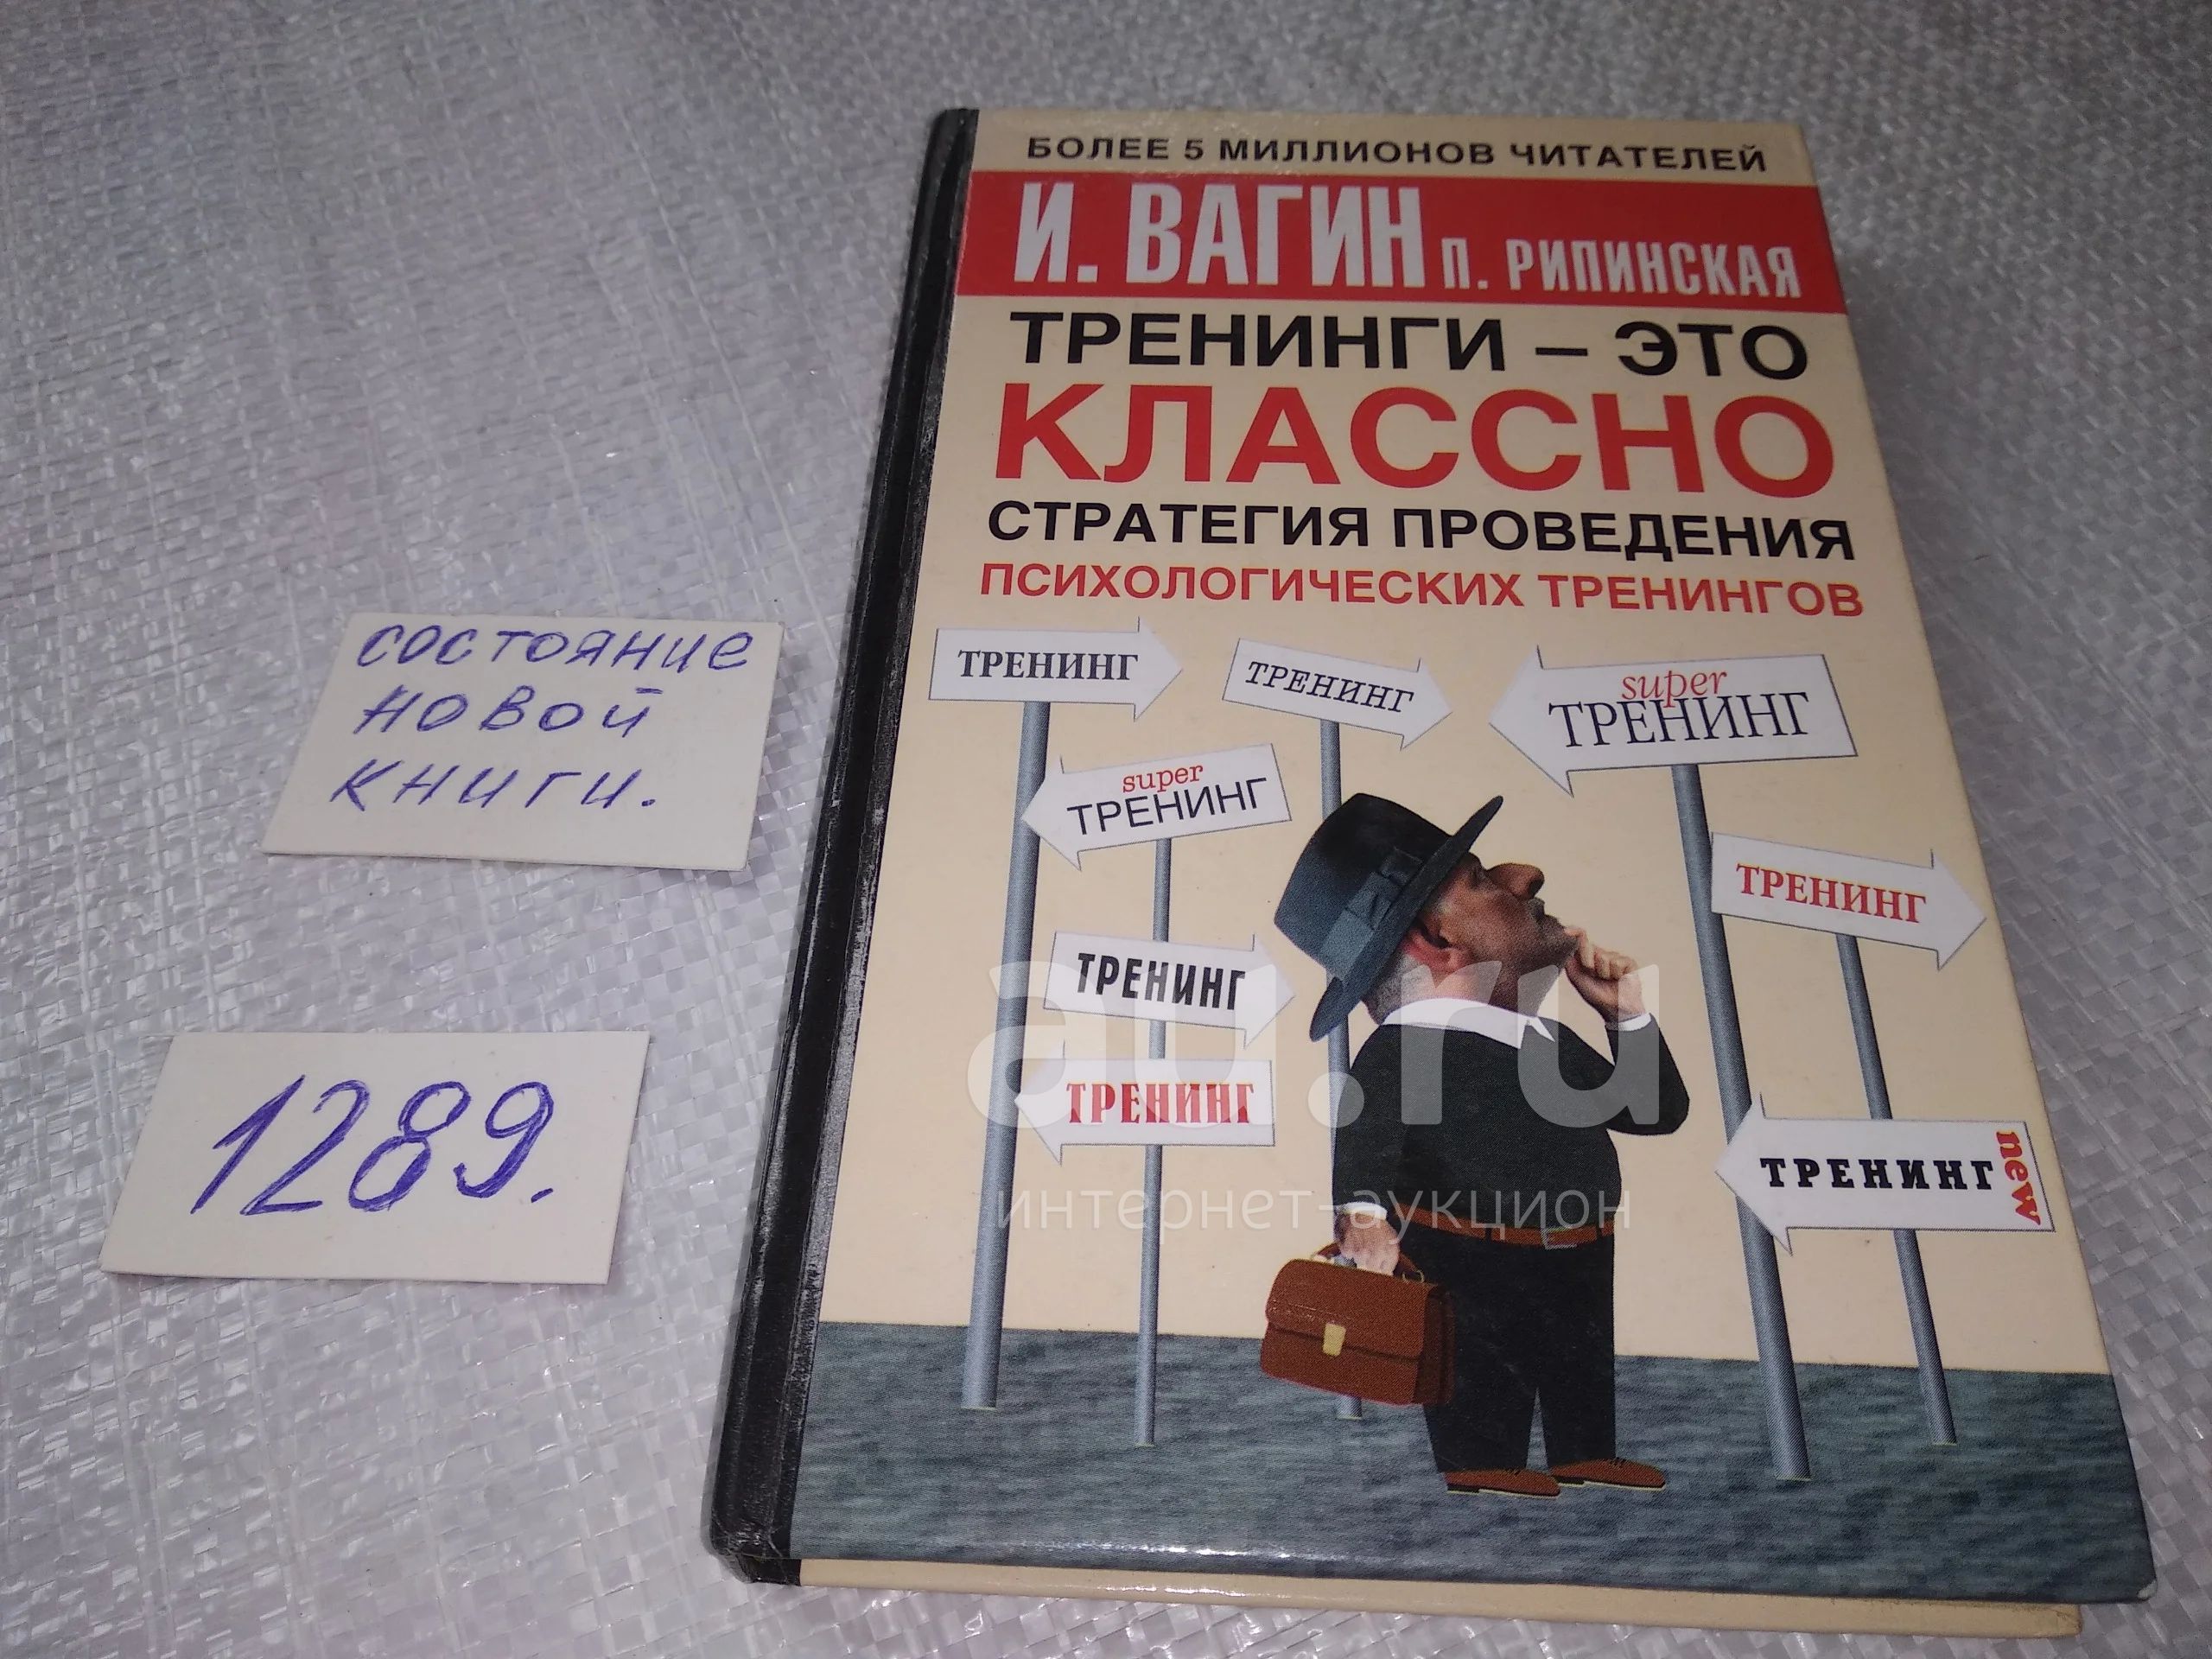 БОЛЕЕ 5 МИЛЛИОНОВ ЧИТАТЕЛЕЙ
И. ВАГИН П. РИПИНСКАЯ
ТРЕНИНГИ – ЭТО
КЛАССНО
СТРАТЕГИЯ ПРОВЕДЕНИЯ
ПСИХОЛОГИЧЕСКИХ ТРЕНИНГОВ
ТРЕНИНГ
ТРЕНИНГ
super
ТРЕНИНГ
super
ТРЕНИНГ
ТРЕНИНГ
ТРЕНИНГ
ТРЕНИНГ
ТРЕНИНГ new
состояние
новой
книги.
1289.
au.ru
интернет-аукцион